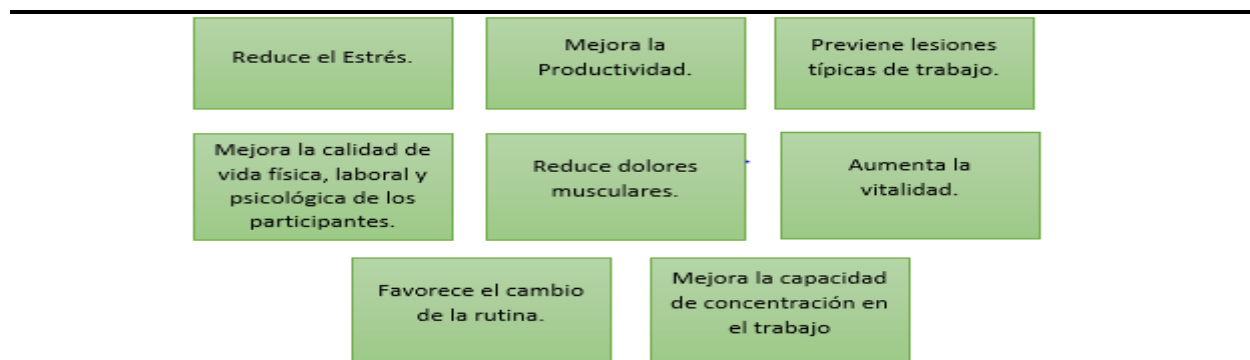 Reduce el Estrés.
Mejora la
Productividad.
Previene lesiones
típicas de trabajo.
Mejora la calidad de
vida física, laboral y
psicológica de los
participantes.
Reduce dolores
musculares.
Aumenta la
vitalidad.
Favorece el cambio
de la rutina.
Mejora la capacidad
de concentración en
el trabajo